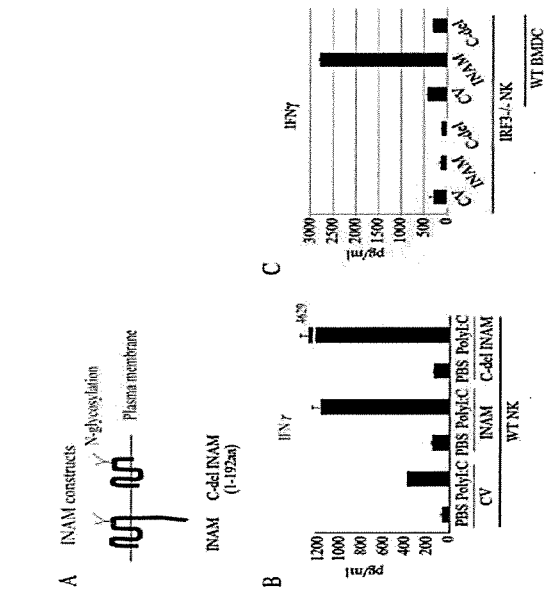 A
INAM constructs
N-glycosylation
Plasma membrane
INAM
C-del INAM
(1-192aa)
B
IFNγ
4629
1200
1000
800
600
400
200
0
pg/ml
PBS PolyI:C PBS PolyI:C PBS PolyI:C
CV INAM C-del INAM
WT NK
C
IFNγ
3000
2500
2000
1500
1000
500
0
pg/ml
CV INAM C-del CV INAM C-del
IRF3-/- NK
WT BMDC